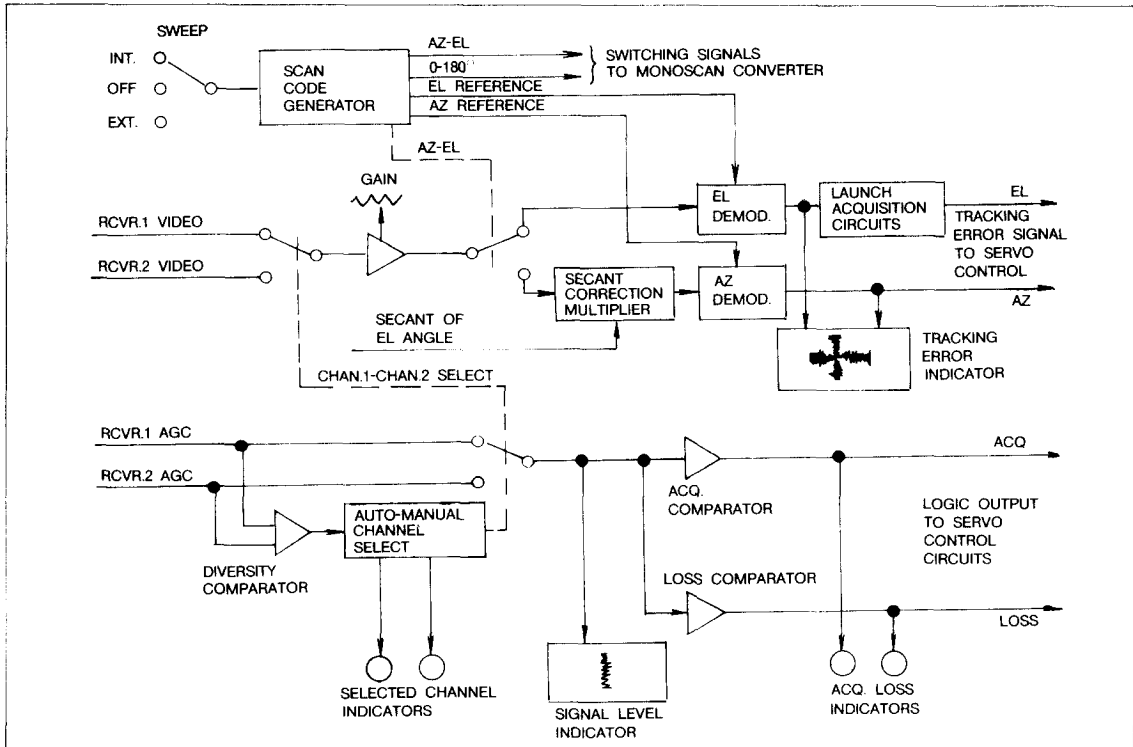 SWEEP
INT.
OFF
EXT.
SCAN
CODE
GENERATOR
AZ-EL
0-180°
EL REFERENCE
AZ REFERENCE
SWITCHING SIGNALS
TO MONOSCAN CONVERTER
AZ-EL
GAIN
RCVR.1 VIDEO
RCVR.2 VIDEO
EL
DEMOD.
LAUNCH
ACQUISITION
CIRCUITS
EL
TRACKING
ERROR SIGNAL
TO SERVO
CONTROL
AZ
SECANT
CORRECTION
MULTIPLIER
AZ
DEMOD.
SECANT OF
EL ANGLE
TRACKING
ERROR
INDICATOR
CHAN.1-CHAN.2 SELECT
RCVR.1 AGC
RCVR.2 AGC
ACQ
ACQ.
COMPARATOR
AUTO-MANUAL
CHANNEL
SELECT
LOGIC OUTPUT
TO SERVO
CONTROL
CIRCUITS
DIVERSITY
COMPARATOR
LOSS COMPARATOR
LOSS
SELECTED CHANNEL
INDICATORS
SIGNAL LEVEL
INDICATOR
ACQ. LOSS
INDICATORS